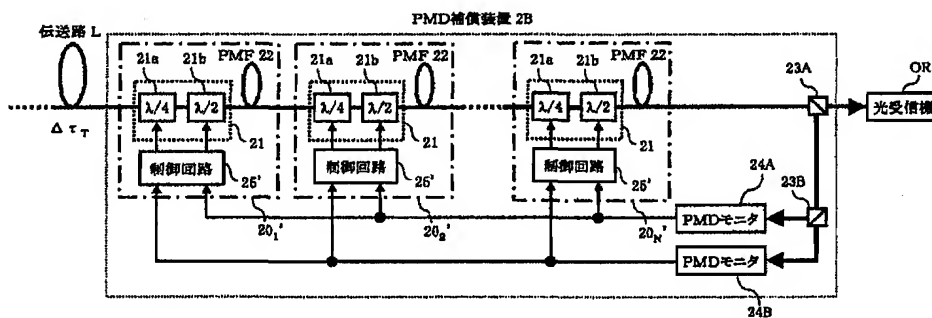 PMD補償装置 2B
伝送路 L
Δτ_T
21a
21b
PMF 22
λ/4
λ/2
21
制御回路
25'
20₁'
21a
21b
PMF 22
λ/4
λ/2
21
制御回路
25'
20₂'
21a
21b
PMF 22
λ/4
λ/2
21
制御回路
25'
20_N'
23A
OR
光受信機
24A
23B
PMDモニタ
PMDモニタ
24B